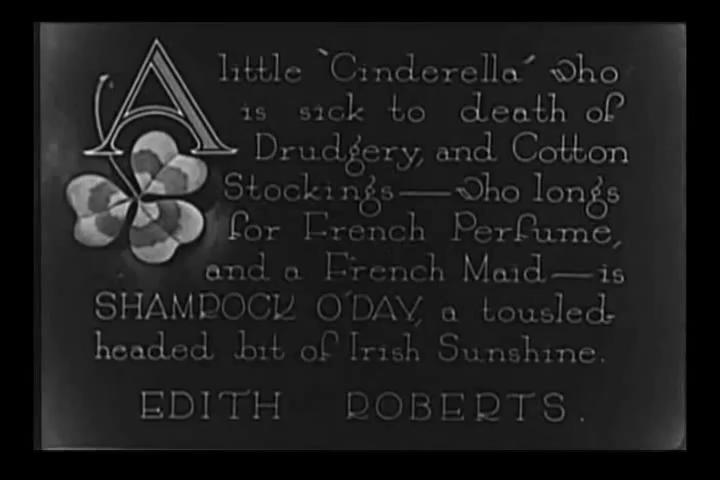 A little `Cinderella´ who
is sick to death of
Drudgery, and Cotton
Stockings — who longs
for French Perfume,
and a French Maid — is
SHAMROCK O'DAY, a tousled-
headed bit of Irish Sunshine.
EDITH ROBERTS.